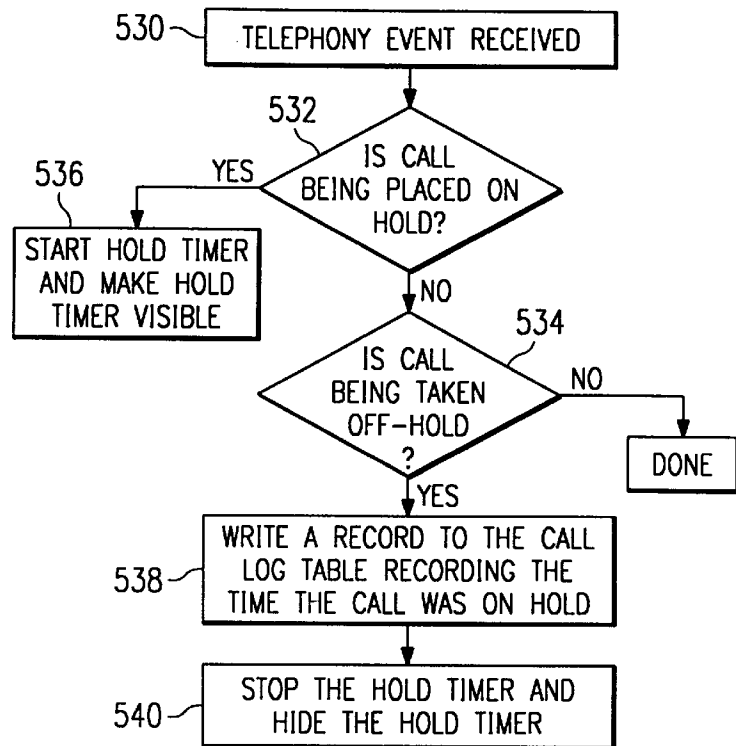 530
TELEPHONY EVENT RECEIVED
532
IS CALL
BEING PLACED ON
HOLD?
YES
536
START HOLD TIMER
AND MAKE HOLD
TIMER VISIBLE
NO
534
IS CALL
BEING TAKEN
OFF-HOLD
?
NO
DONE
YES
538
WRITE A RECORD TO THE CALL
LOG TABLE RECORDING THE
TIME THE CALL WAS ON HOLD
540
STOP THE HOLD TIMER AND
HIDE THE HOLD TIMER